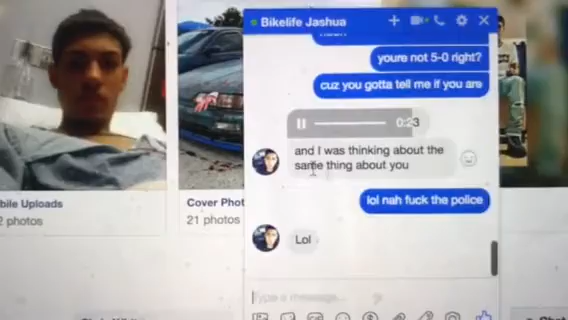 Bikelife Jashua
youre not 5-0 right?
cuz you gotta tell me if you are
0:23
and I was thinking about the
same thing about you
lol nah fuck the police
Lol
bile Uploads
2 photos
Cover Phot
21 photos
Type a message...